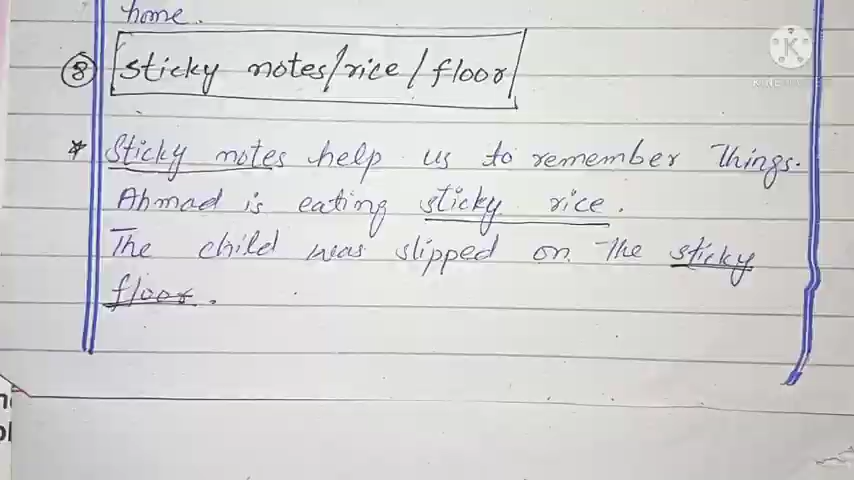 home.
⑧ sticky notes/rice/floor
* Sticky notes help us to remember things.
Ahmad is eating sticky rice.
The child was slipped on the sticky
floor.
K